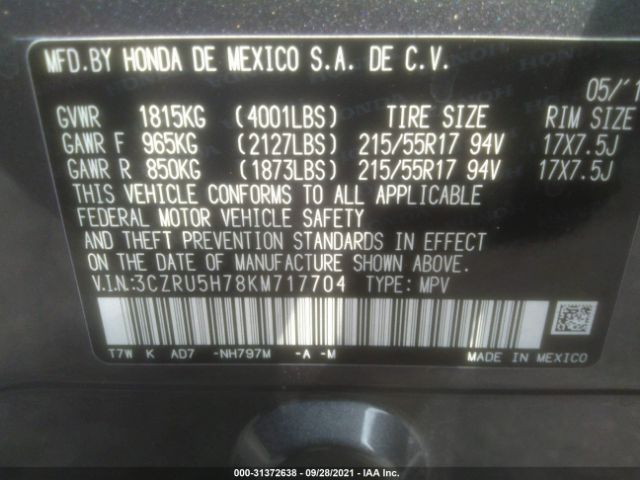 MFD.BY HONDA DE MEXICO S.A. DE C.V.
05/'1
GVWR 1815KG (4001LBS) TIRE SIZE RIM SIZE
GAWR F 965KG (2127LBS) 215/55R17 94V 17X7.5J
GAWR R 850KG (1873LBS) 215/55R17 94V 17X7.5J
THIS VEHICLE CONFORMS TO ALL APPLICABLE
FEDERAL MOTOR VEHICLE SAFETY
AND THEFT PREVENTION STANDARDS IN EFFECT
ON THE DATE OF MANUFACTURE SHOWN ABOVE.
V.I.N:3CZRU5H78KM717704 TYPE: MPV
T7W K AD7 -NH797M -A -M MADE IN MEXICO
000-31372638 - 09/28/2021 - IAA Inc.